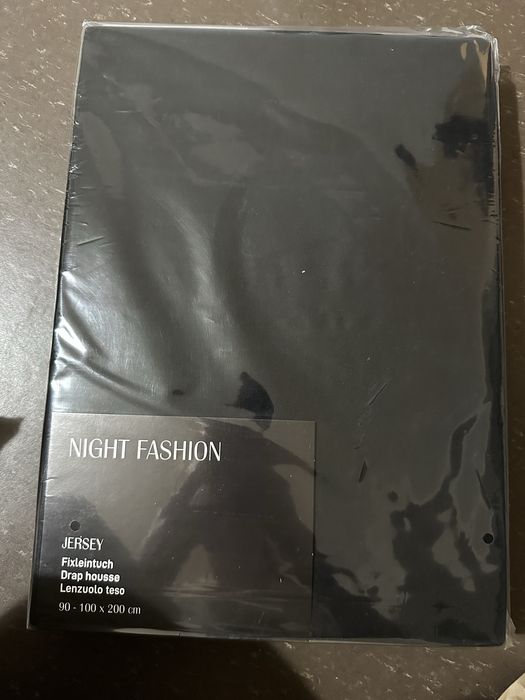 NIGHT FASHION
JERSEY
Fixleintuch
Drap housse
Lenzuolo teso
90 - 100 x 200 cm